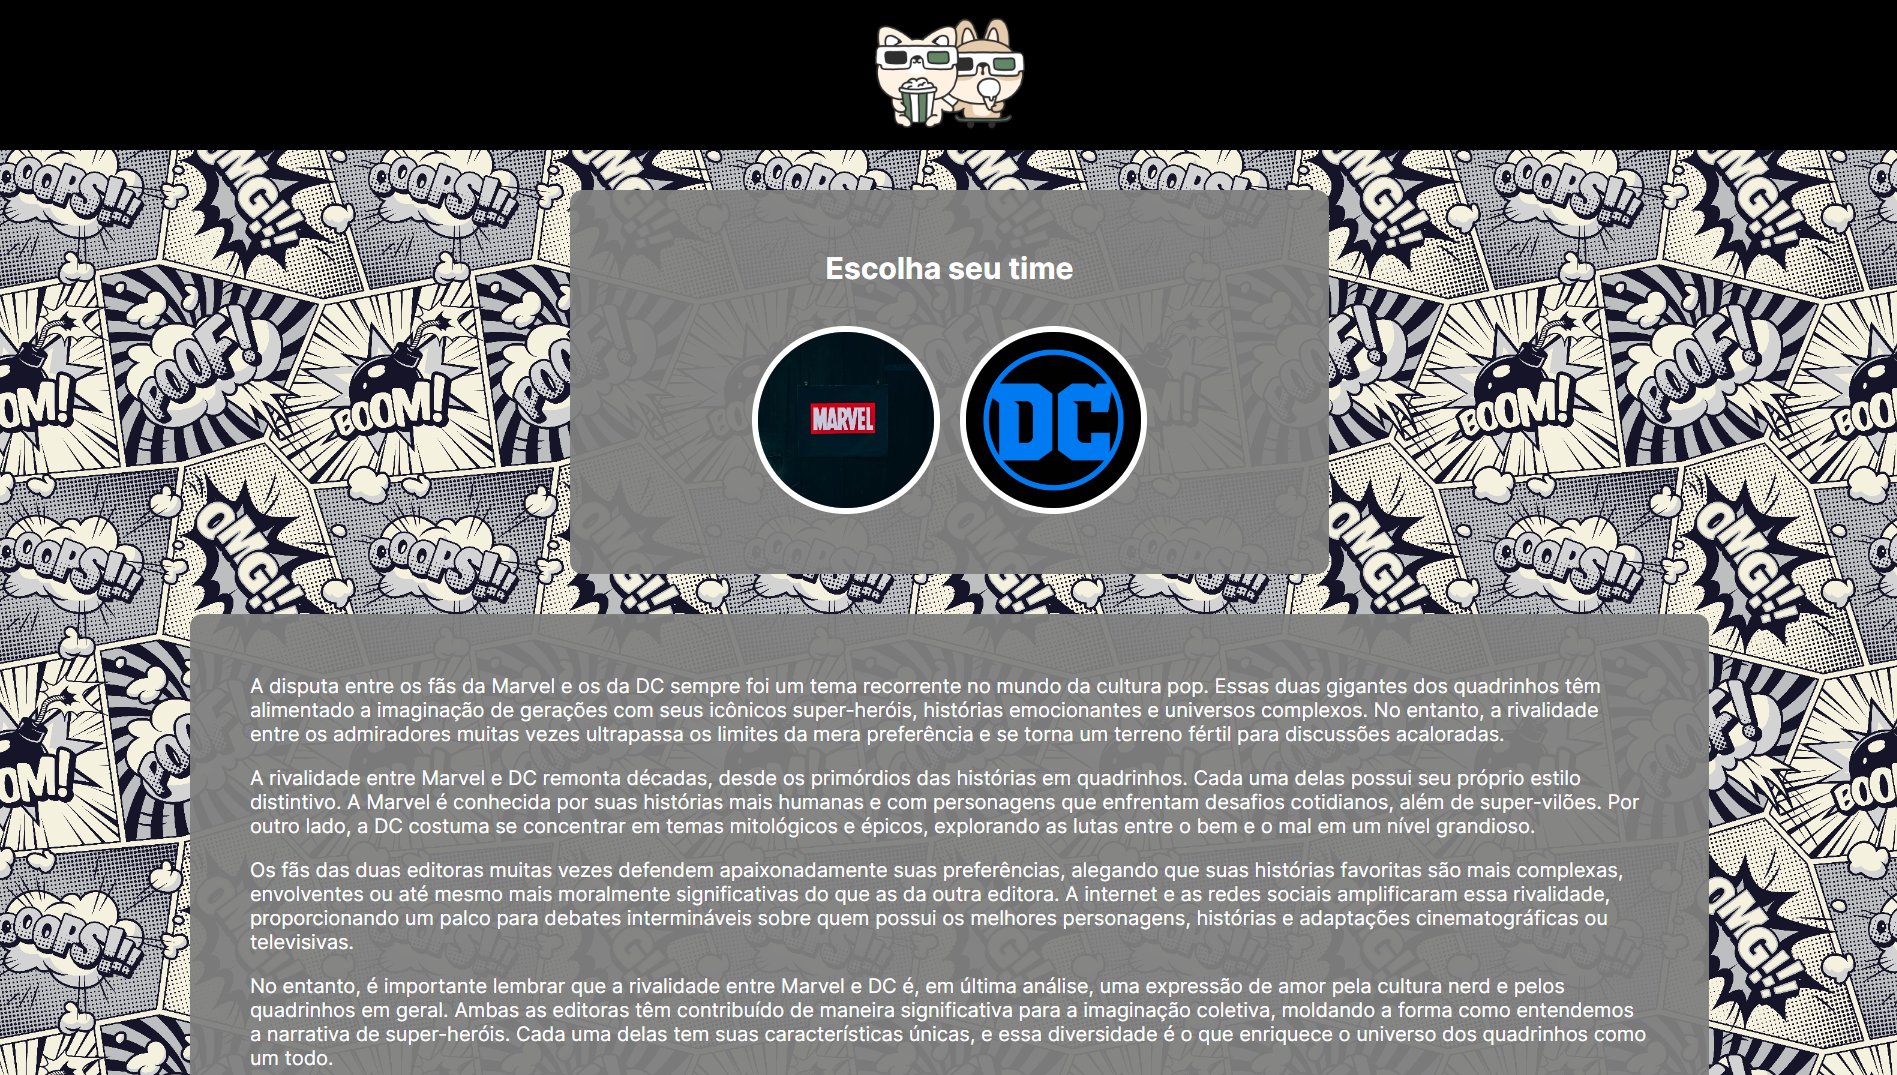 OOOPS!!!
OMG!!!
POOF!
BOOM!
Escolha seu time
MARVEL
DC
A disputa entre os fãs da Marvel e os da DC sempre foi um tema recorrente no mundo da cultura pop. Essas duas gigantes dos quadrinhos têm
alimentado a imaginação de gerações com seus icônicos super-heróis, histórias emocionantes e universos complexos. No entanto, a rivalidade
entre os admiradores muitas vezes ultrapassa os limites da mera preferência e se torna um terreno fértil para discussões acaloradas.
A rivalidade entre Marvel e DC remonta décadas, desde os primórdios das histórias em quadrinhos. Cada uma delas possui seu próprio estilo
distintivo. A Marvel é conhecida por suas histórias mais humanas e com personagens que enfrentam desafios cotidianos, além de super-vilões. Por
outro lado, a DC costuma se concentrar em temas mitológicos e épicos, explorando as lutas entre o bem e o mal em um nível grandioso.
Os fãs das duas editoras muitas vezes defendem apaixonadamente suas preferências, alegando que suas histórias favoritas são mais complexas,
envolventes ou até mesmo mais moralmente significativas do que as da outra editora. A internet e as redes sociais amplificaram essa rivalidade,
proporcionando um palco para debates intermináveis sobre quem possui os melhores personagens, histórias e adaptações cinematográficas ou
televisivas.
No entanto, é importante lembrar que a rivalidade entre Marvel e DC é, em última análise, uma expressão de amor pela cultura nerd e pelos
quadrinhos em geral. Ambas as editoras têm contribuído de maneira significativa para a imaginação coletiva, moldando a forma como entendemos
a narrativa de super-heróis. Cada uma delas tem suas características únicas, e essa diversidade é o que enriquece o universo dos quadrinhos como
um todo.